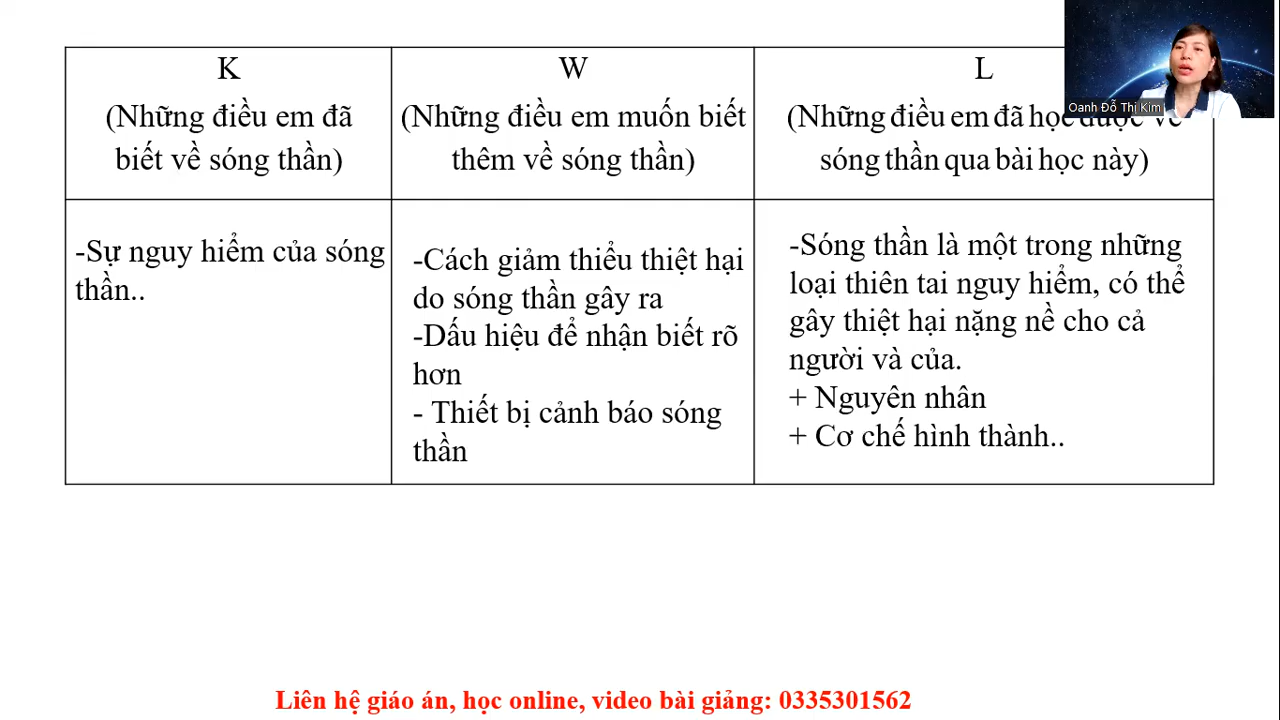 K
(Những điều em đã
biết về sóng thần)
W
(Những điều em muốn biết
thêm về sóng thần)
L
(Những điều em đã học được về
sóng thần qua bài học này)
Oanh Đỗ Thị Kim
-Sự nguy hiểm của sóng
thần..
-Cách giảm thiểu thiệt hại
do sóng thần gây ra
-Dấu hiệu để nhận biết rõ
hơn
- Thiết bị cảnh báo sóng
thần
-Sóng thần là một trong những
loại thiên tai nguy hiểm, có thể
gây thiệt hại nặng nề cho cả
người và của.
+ Nguyên nhân
+ Cơ chế hình thành..
Liên hệ giáo án, học online, video bài giảng: 0335301562